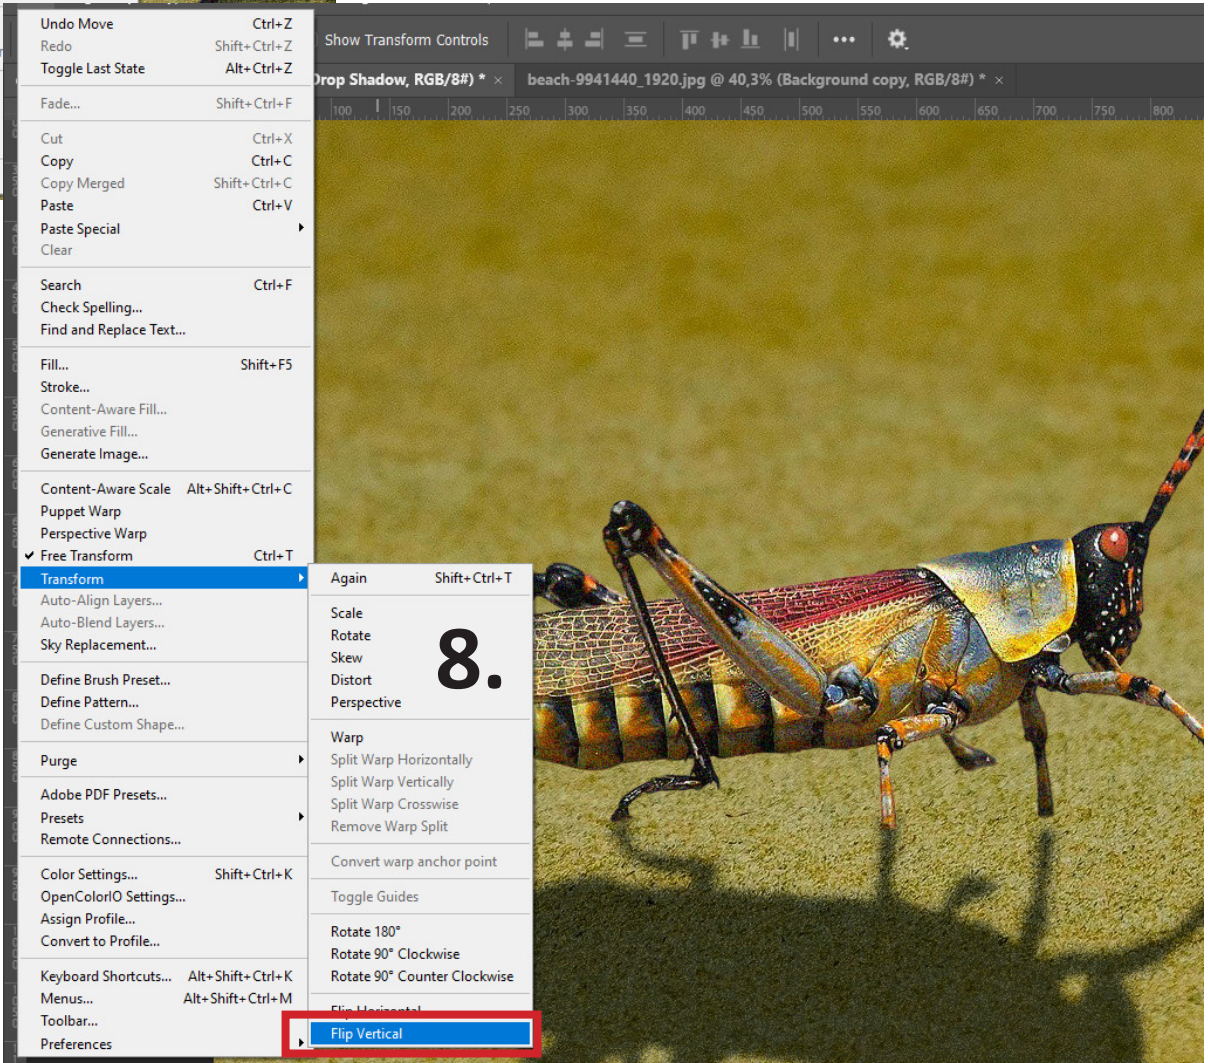 Undo Move Ctrl+Z
Redo Shift+Ctrl+Z
Toggle Last State Alt+Ctrl+Z
Fade... Shift+Ctrl+F
Cut Ctrl+X
Copy Ctrl+C
Copy Merged Shift+Ctrl+C
Paste Ctrl+V
Paste Special
Clear
Search Ctrl+F
Check Spelling...
Find and Replace Text...
Fill... Shift+F5
Stroke...
Content-Aware Fill...
Generative Fill...
Generate Image...
Content-Aware Scale Alt+Shift+Ctrl+C
Puppet Warp
Perspective Warp
Free Transform Ctrl+T
Transform
Auto-Align Layers...
Auto-Blend Layers...
Sky Replacement...
Define Brush Preset...
Define Pattern...
Define Custom Shape...
Purge
Adobe PDF Presets...
Presets
Remote Connections...
Color Settings... Shift+Ctrl+K
OpenColorIO Settings...
Assign Profile...
Convert to Profile...
Keyboard Shortcuts... Alt+Shift+Ctrl+K
Menus... Alt+Shift+Ctrl+M
Toolbar...
Preferences
Show Transform Controls
Drop Shadow, RGB/8#) * × beach-9941440_1920.jpg @ 40,3% (Background copy, RGB/8#) * ×
100 150 200 250 300 350 400 450 500 550 600 650 700 750 800
Again Shift+Ctrl+T
Scale
Rotate
Skew
Distort
Perspective
8.
Warp
Split Warp Horizontally
Split Warp Vertically
Split Warp Crosswise
Remove Warp Split
Convert warp anchor point
Toggle Guides
Rotate 180°
Rotate 90° Clockwise
Rotate 90° Counter Clockwise
Flip Horizontal
Flip Vertical